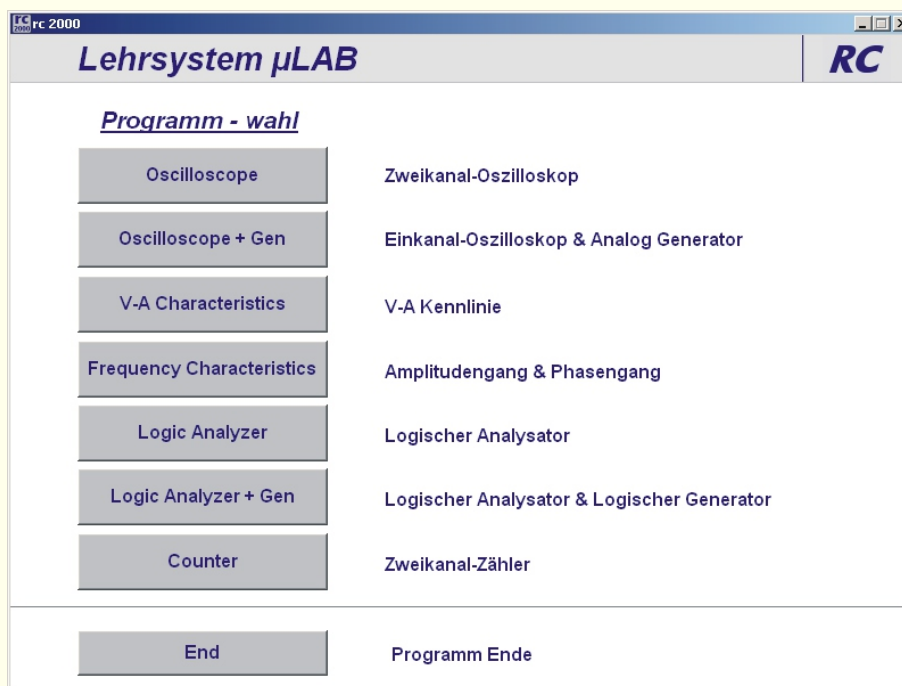 rc 2000 rc 2000
Lehrsystem µLAB RC
Programm - wahl
Oscilloscope Zweikanal-Oszilloskop
Oscilloscope + Gen Einkanal-Oszilloskop & Analog Generator
V-A Characteristics V-A Kennlinie
Frequency Characteristics Amplitudengang & Phasengang
Logic Analyzer Logischer Analysator
Logic Analyzer + Gen Logischer Analysator & Logischer Generator
Counter Zweikanal-Zähler
End Programm Ende